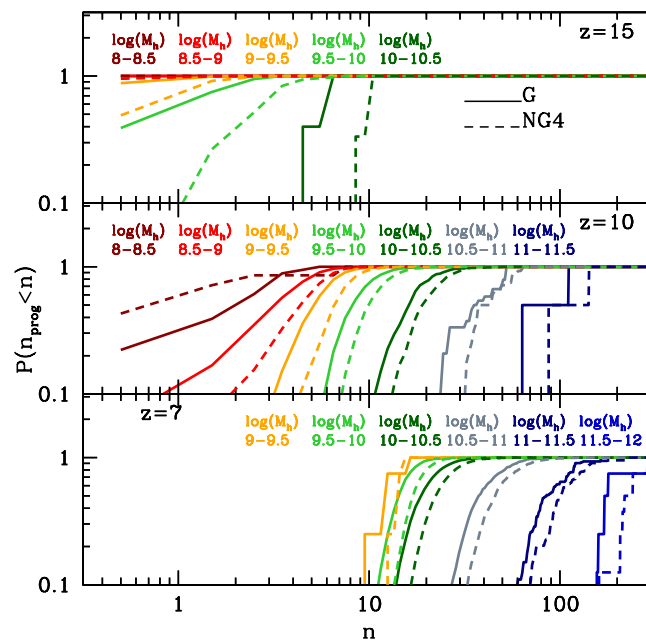 log(M_h) log(M_h) log(M_h) log(M_h) log(M_h) z=15
8-8.5 8.5-9 9-9.5 9.5-10 10-10.5
1
G
NG4
0.1
log(M_h) log(M_h) log(M_h) log(M_h) log(M_h) log(M_h) log(M_h) z=10
8-8.5 8.5-9 9-9.5 9.5-10 10-10.5 10.5-11 11-11.5
1
P(n_prog<n)
0.1
z=7
log(M_h) log(M_h) log(M_h) log(M_h) log(M_h) log(M_h)
9-9.5 9.5-10 10-10.5 10.5-11 11-11.5 11.5-12
1
0.1
1 10 100
n